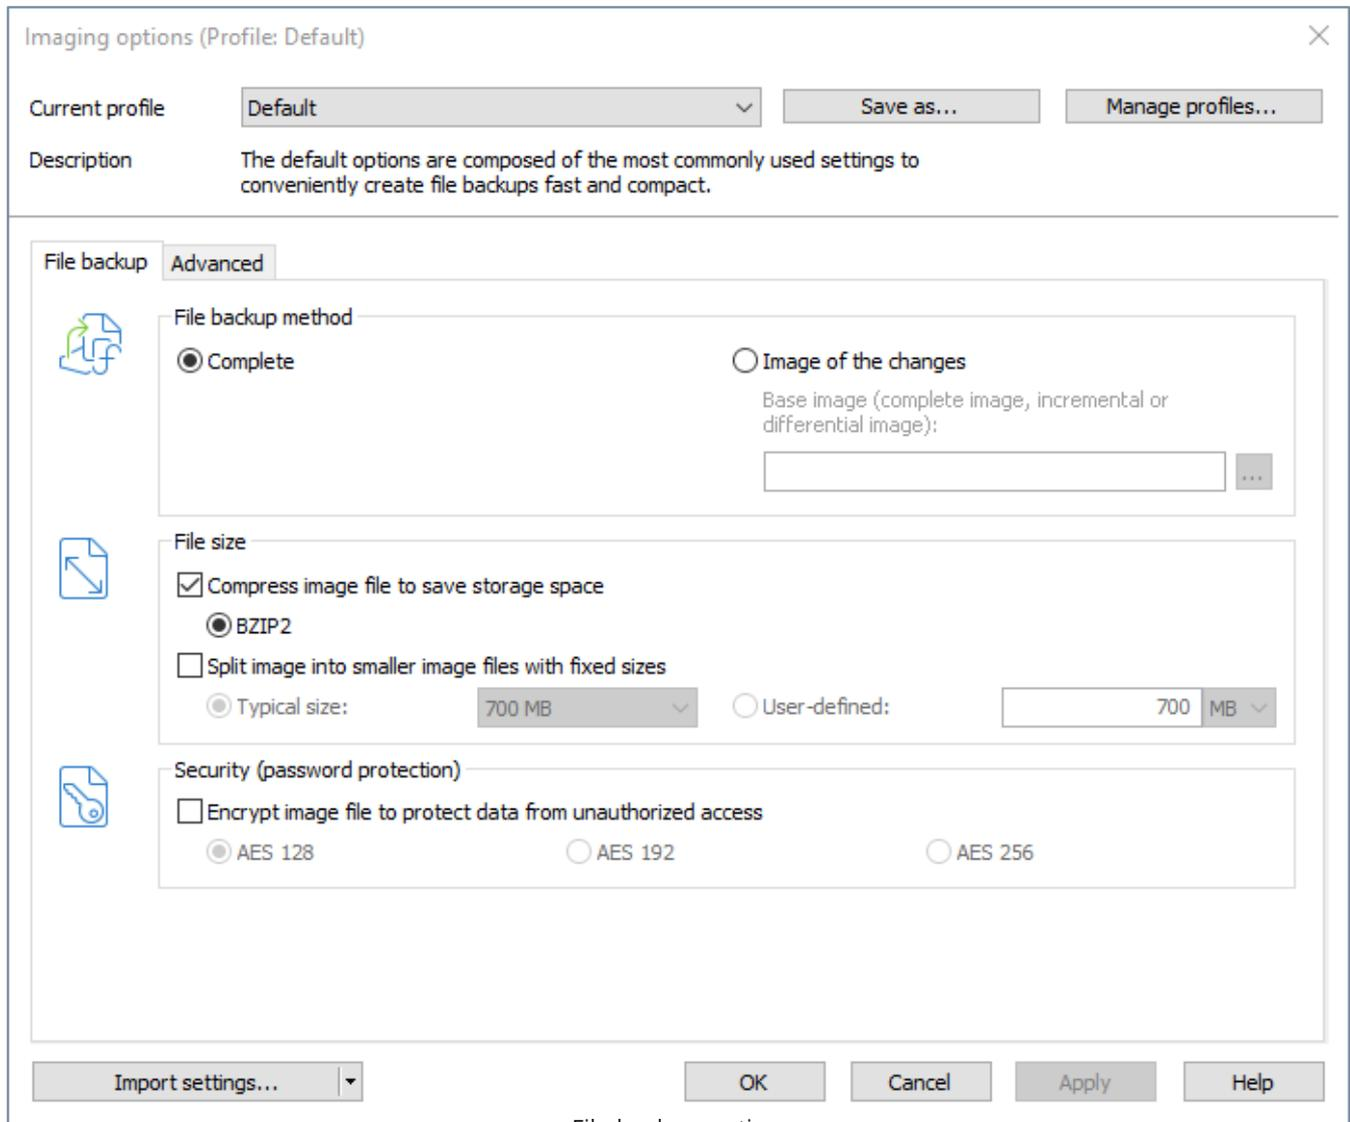 Imaging options (Profile: Default)
Current profile
Default
Save as...
Manage profiles...
Description
The default options are composed of the most commonly used settings to
conveniently create file backups fast and compact.
File backup
Advanced
File backup method
Complete
Image of the changes
Base image (complete image, incremental or
differential image):
...
File size
Compress image file to save storage space
BZIP2
Split image into smaller image files with fixed sizes
Typical size:
700 MB
User-defined:
700
MB
Security (password protection)
Encrypt image file to protect data from unauthorized access
AES 128
AES 192
AES 256
Import settings...
OK
Cancel
Apply
Help